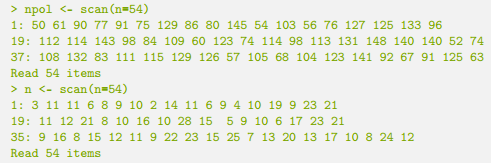 > npol <- scan(n=54)
1: 50 61 90 77 91 75 129 86 80 145 54 103 56 76 127 125 133 96
19: 112 114 143 98 84 109 60 123 74 114 98 113 131 148 140 140 52 74
37: 108 132 83 111 115 129 126 57 105 68 104 123 141 92 67 91 125 63
Read 54 items
> n <- scan(n=54)
1: 3 11 11 6 8 9 10 2 14 11 6 9 4 10 19 9 23 21
19: 11 12 21 8 10 16 10 28 15 5 9 10 6 17 23 21
35: 9 16 8 15 12 11 9 22 23 15 25 7 13 20 13 17 10 8 24 12
Read 54 items